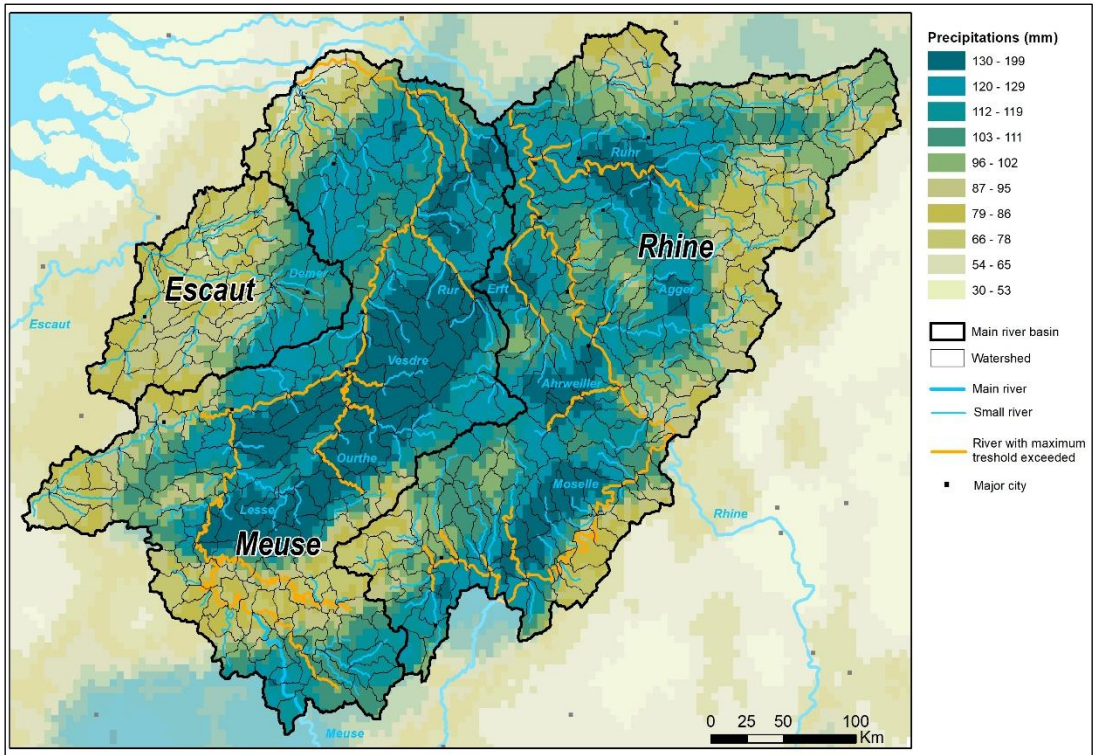 Precipitations (mm)
130 - 199
120 - 129
112 - 119
103 - 111
96 - 102
87 - 95
79 - 86
66 - 78
54 - 65
30 - 53
Main river basin
Watershed
Main river
Small river
River with maximum
treshold exceeded
Major city
Ruhr
Rhine
Demer
Escaut
Rur
Erft
Agger
Escaut
Vesdre
Ahrweiller
Ourthe
Moselle
Lesse
Rhine
Meuse
Meuse
0 25 50 100
Km